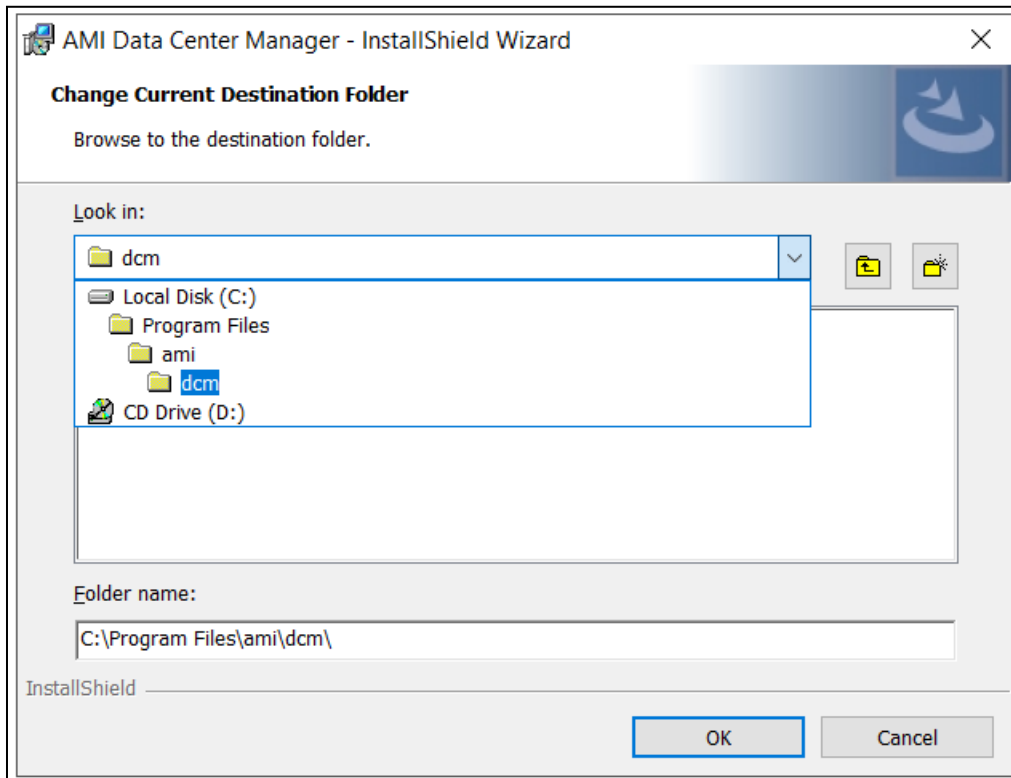 AMI Data Center Manager - InstallShield Wizard
Change Current Destination Folder
Browse to the destination folder.
Look in:
dcm
Local Disk (C:)
Program Files
ami
dcm
CD Drive (D:)
Folder name:
C:\Program Files\ami\dcm\
InstallShield
OK Cancel